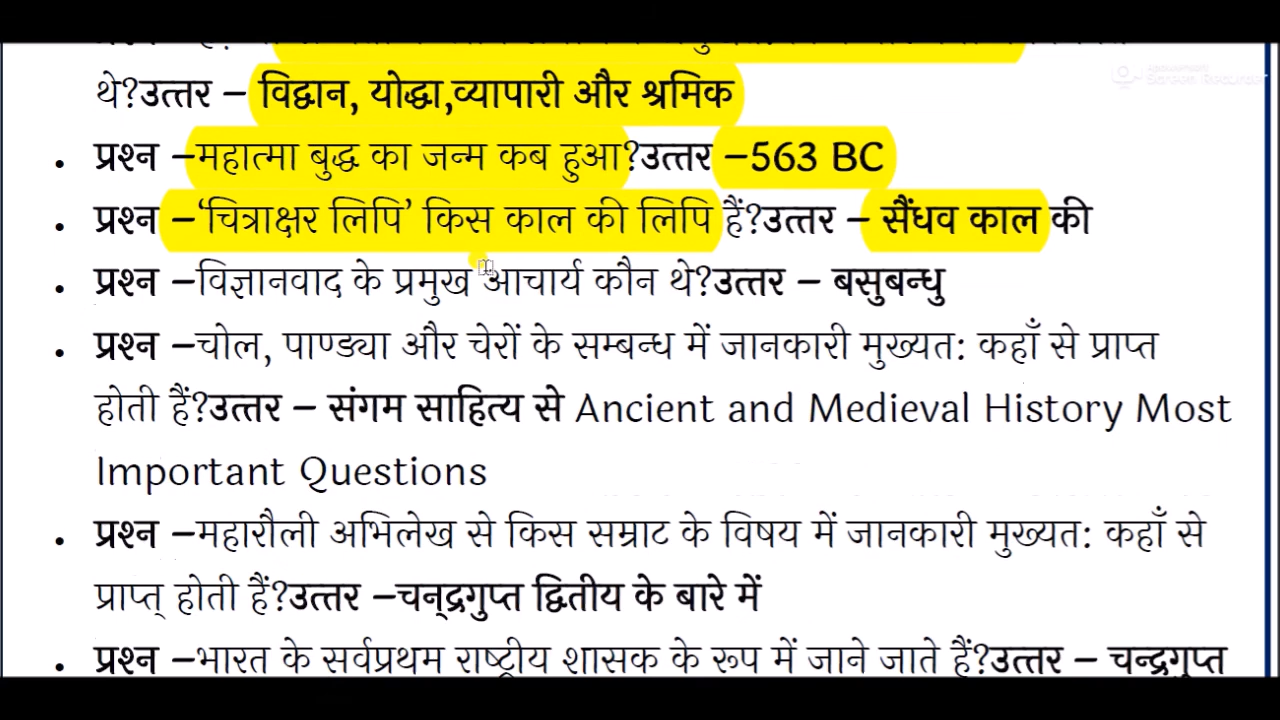 थे?उत्तर – विद्वान, योद्धा,व्यापारी और श्रमिक
• प्रश्न –महात्मा बुद्ध का जन्म कब हुआ?उत्तर –563 BC
• प्रश्न –‘चित्राक्षर लिपि’ किस काल की लिपि हैं?उत्तर – सैंधव काल की
• प्रश्न –विज्ञानवाद के प्रमुख आचार्य कौन थे?उत्तर – बसुबन्धु
• प्रश्न –चोल, पाण्ड्या और चेरों के सम्बन्ध में जानकारी मुख्यत: कहाँ से प्राप्त
होती हैं?उत्तर – संगम साहित्य से Ancient and Medieval History Most
Important Questions
• प्रश्न –महारौली अभिलेख से किस सम्राट के विषय में जानकारी मुख्यत: कहाँ से
प्राप्त् होती हैं?उत्तर –चन्द्रगुप्त द्वितीय के बारे में
• प्रश्न –भारत के सर्वप्रथम राष्ट्रीय शासक के रूप में जाने जाते हैं?उत्तर – चन्द्रगुप्त
Screen Recorder